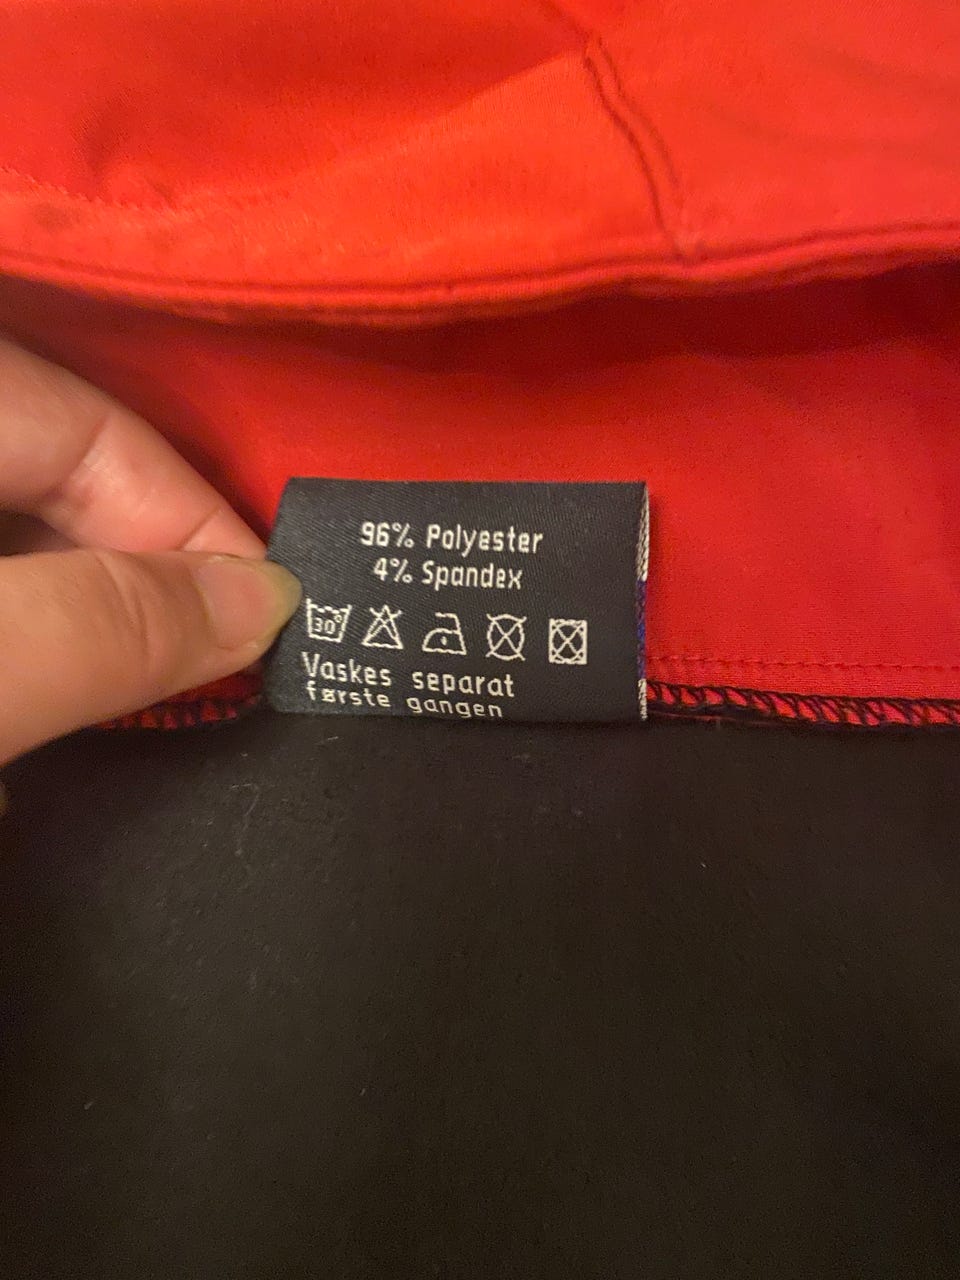 96% Polyester
4% Spandex
30°
Vaskes separat
første gangen